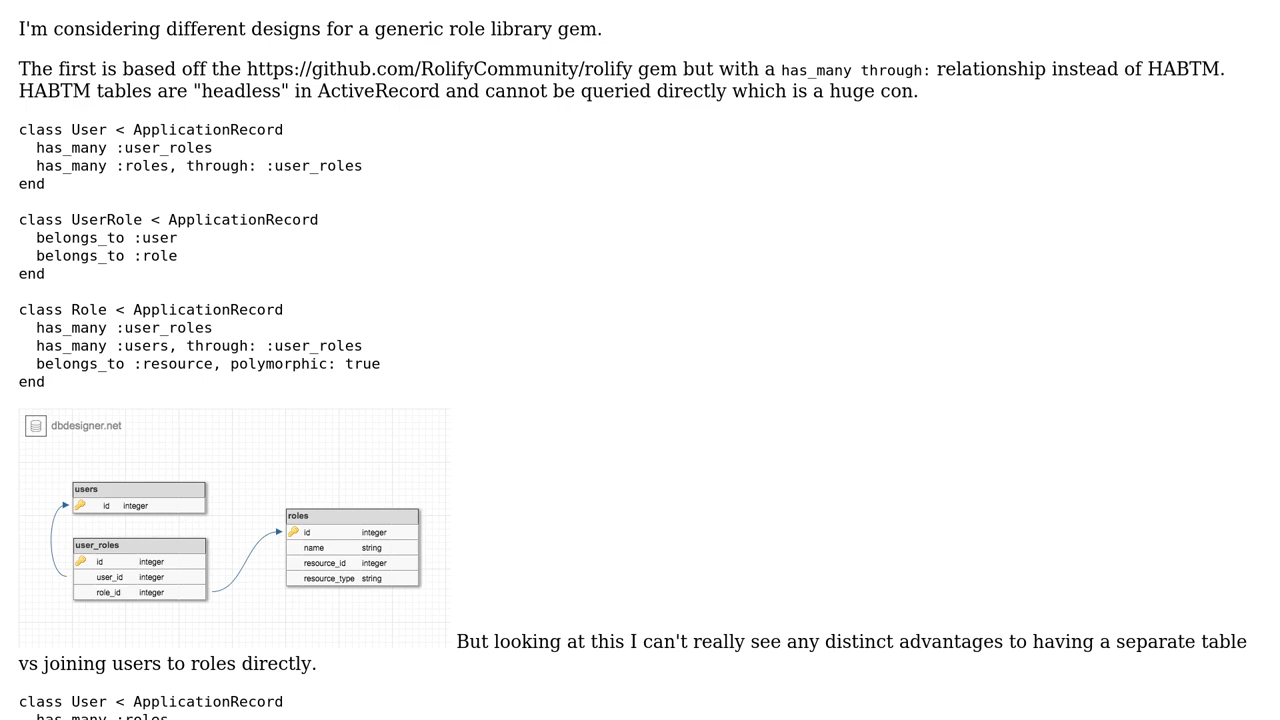 I'm considering different designs for a generic role library gem.
The first is based off the https://github.com/RolifyCommunity/rolify gem but with a has_many through: relationship instead of HABTM.
HABTM tables are "headless" in ActiveRecord and cannot be queried directly which is a huge con.
class User < ApplicationRecord
  has_many :user_roles
  has_many :roles, through: :user_roles
end
class UserRole < ApplicationRecord
  belongs_to :user
  belongs_to :role
end
class Role < ApplicationRecord
  has_many :user_roles
  has_many :users, through: :user_roles
  belongs_to :resource, polymorphic: true
end
dbdesigner.net
users
id integer
user_roles
id integer
user_id integer
role_id integer
roles
id integer
name string
resource_id integer
resource_type string
But looking at this I can't really see any distinct advantages to having a separate table
vs joining users to roles directly.
class User < ApplicationRecord
  has_many :roles